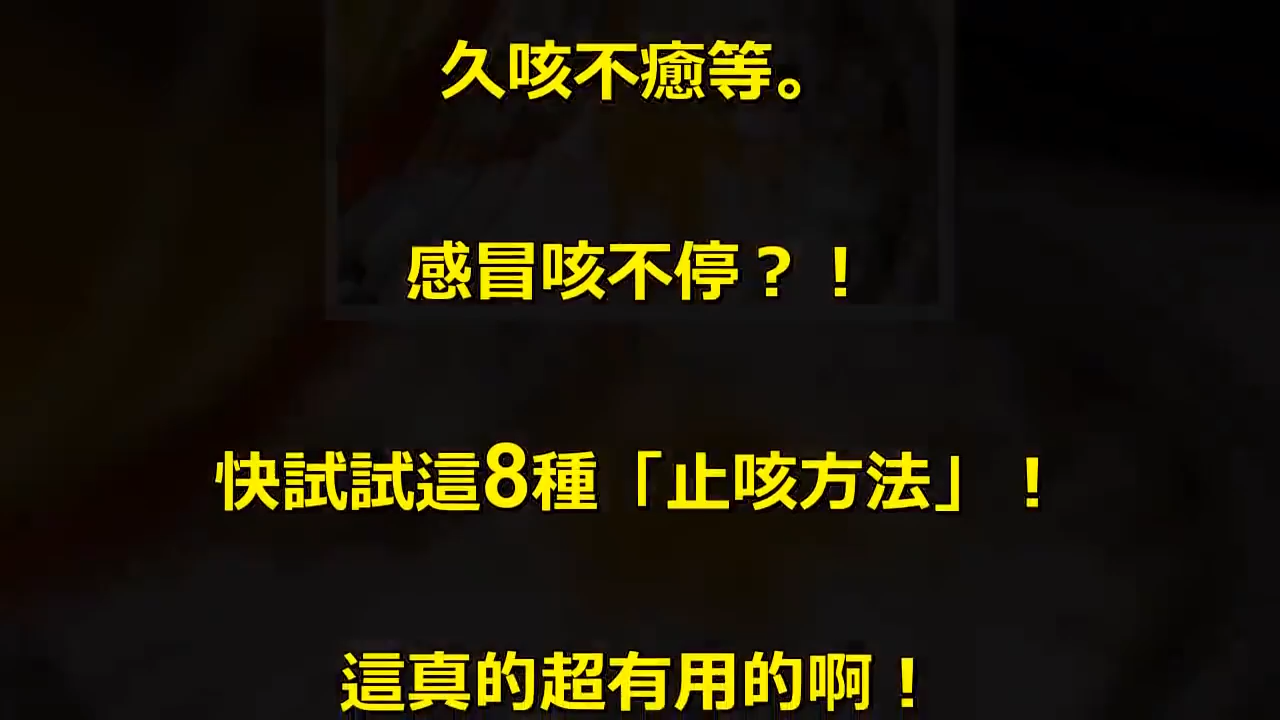 久咳不癒等。
感冒咳不停？！
快試試這8種「止咳方法」！
這真的超有用的啊！